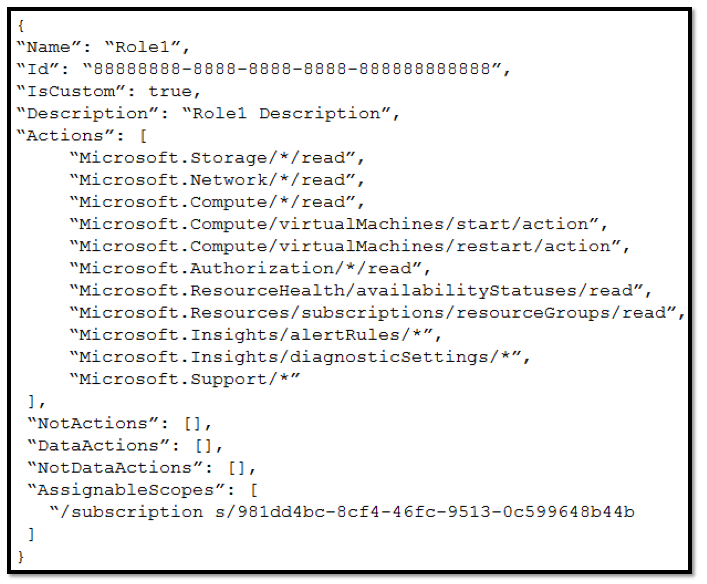 {
“Name”: “Role1”,
“Id”: “88888888-8888-8888-8888-888888888888”,
“IsCustom”: true,
“Description”: “Role1 Description”,
“Actions”: [
“Microsoft.Storage/*/read”,
“Microsoft.Network/*/read”,
“Microsoft.Compute/*/read”,
“Microsoft.Compute/virtualMachines/start/action”,
“Microsoft.Compute/virtualMachines/restart/action”,
“Microsoft.Authorization/*/read”,
“Microsoft.ResourceHealth/availabilityStatuses/read”,
“Microsoft.Resources/subscriptions/resourceGroups/read”,
“Microsoft.Insights/alertRules/*”,
“Microsoft.Insights/diagnosticSettings/*”,
“Microsoft.Support/*”
],
“NotActions”: [],
“DataActions”: [],
“NotDataActions”: [],
“AssignableScopes”: [
“/subscription s/981dd4bc-8cf4-46fc-9513-0c599648b44b
]
}